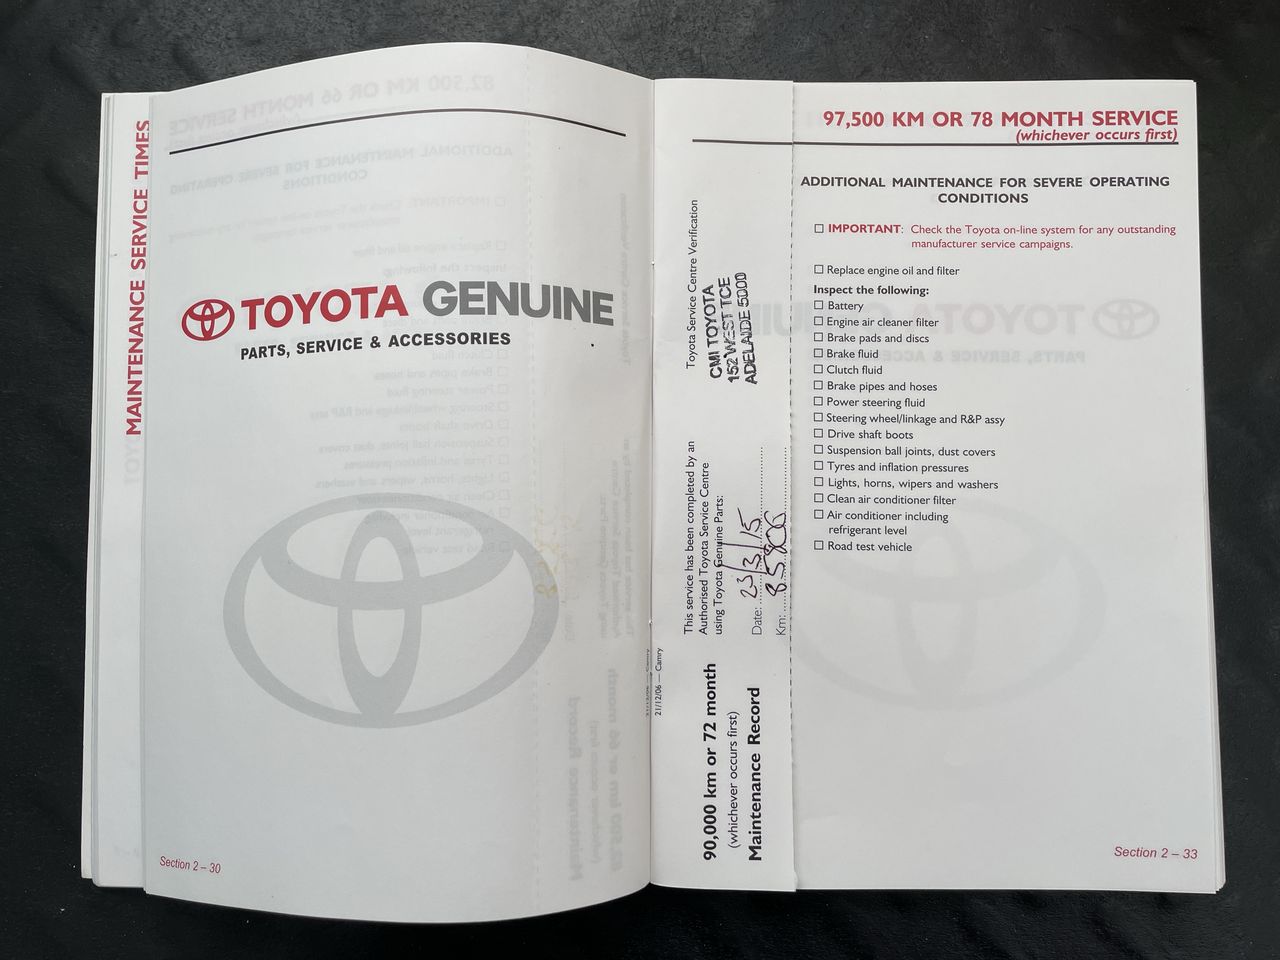 MAINTENANCE SERVICE TIMES
TOYOTA GENUINE
PARTS, SERVICE & ACCESSORIES
Section 2 – 30
21/12/06 — Camry
90,000 km or 72 month
(whichever occurs first)
Maintenance Record
This service has been completed by an
Authorised Toyota Service Centre
using Toyota Genuine Parts:
Date: 23/3/15
Km: 85806
Toyota Service Centre Verification
CMI TOYOTA
152 WEST TCE
ADELAIDE 5000
97,500 KM OR 78 MONTH SERVICE
(whichever occurs first)
ADDITIONAL MAINTENANCE FOR SEVERE OPERATING
CONDITIONS
☐ IMPORTANT: Check the Toyota on-line system for any outstanding
manufacturer service campaigns.
☐ Replace engine oil and filter
Inspect the following:
☐ Battery
☐ Engine air cleaner filter
☐ Brake pads and discs
☐ Brake fluid
☐ Clutch fluid
☐ Brake pipes and hoses
☐ Power steering fluid
☐ Steering wheel/linkage and R&P assy
☐ Drive shaft boots
☐ Suspension ball joints, dust covers
☐ Tyres and inflation pressures
☐ Lights, horns, wipers and washers
☐ Clean air conditioner filter
☐ Air conditioner including
refrigerant level
☐ Road test vehicle
Section 2 – 33